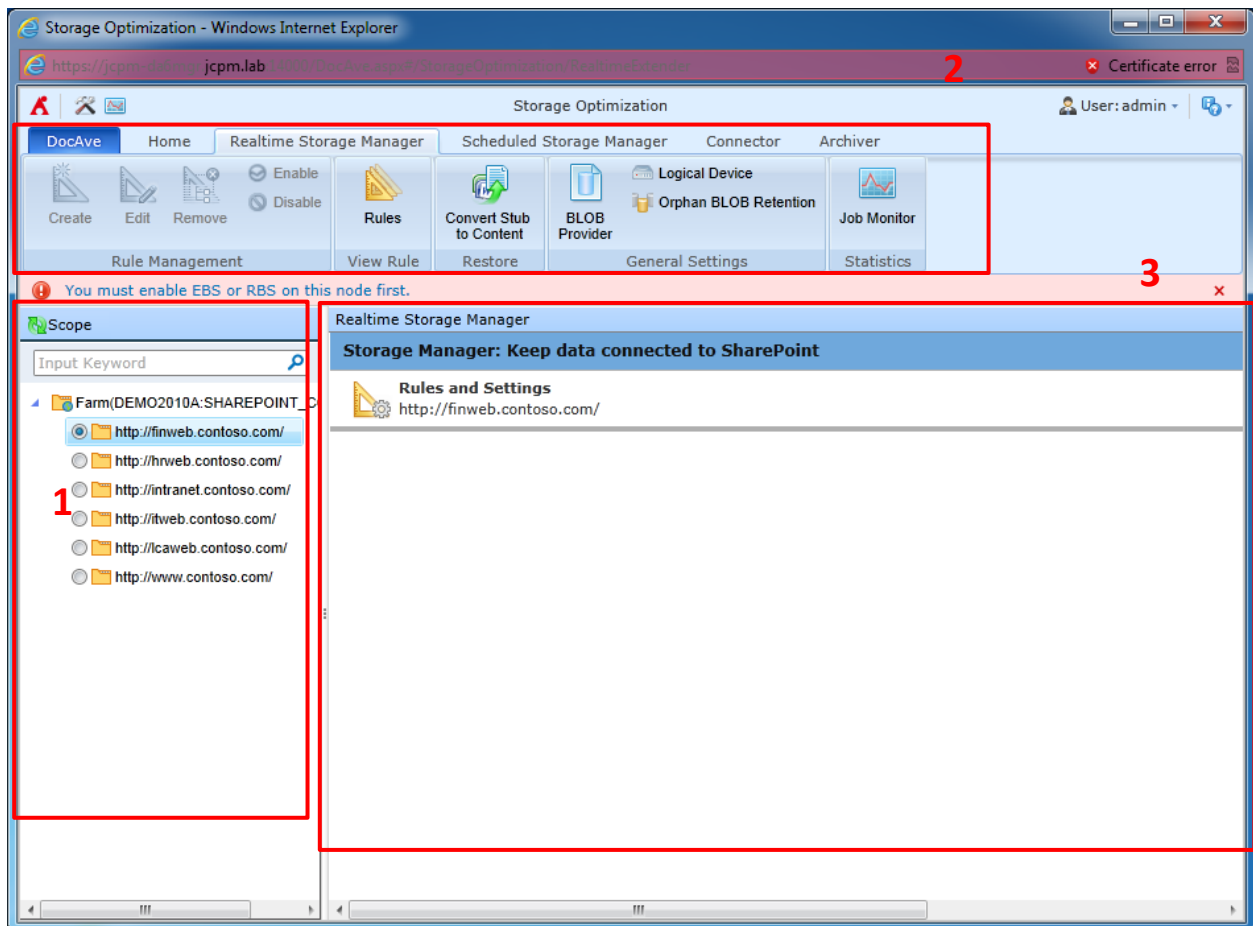 Storage Optimization - Windows Internet Explorer
jcpm.lab
2
Certificate error
Storage Optimization
User: admin
DocAve Home Realtime Storage Manager Scheduled Storage Manager Connector Archiver
Create Edit Remove
Enable
Disable
Rules
Convert Stub
to Content
BLOB
Provider
Logical Device
Orphan BLOB Retention
Job Monitor
Rule Management View Rule Restore General Settings Statistics
3
You must enable EBS or RBS on this node first.
Scope
Input Keyword
Farm(DEMO2010A:SHAREPOINT_C
http://finweb.contoso.com/
http://hrweb.contoso.com/
http://intranet.contoso.com/
1
http://itweb.contoso.com/
http://lcaweb.contoso.com/
http://www.contoso.com/
Realtime Storage Manager
Storage Manager: Keep data connected to SharePoint
Rules and Settings
http://finweb.contoso.com/